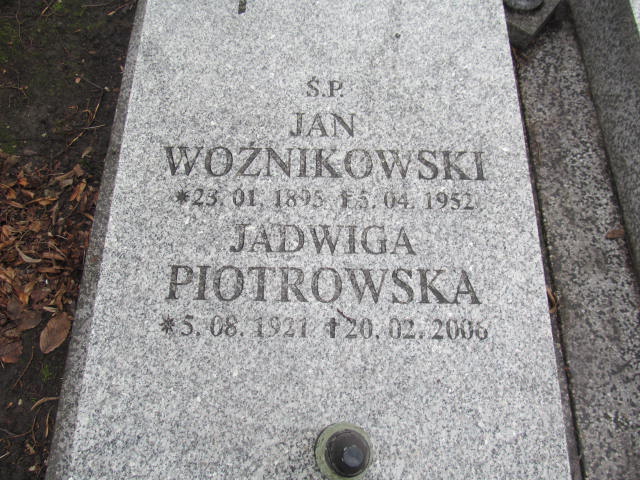 Ś.P.
JAN
WOŹNIKOWSKI
*23. 01. 1895 †5. 04. 1952
JADWIGA
PIOTROWSKA
*5. 08. 1921 †20. 02. 2006